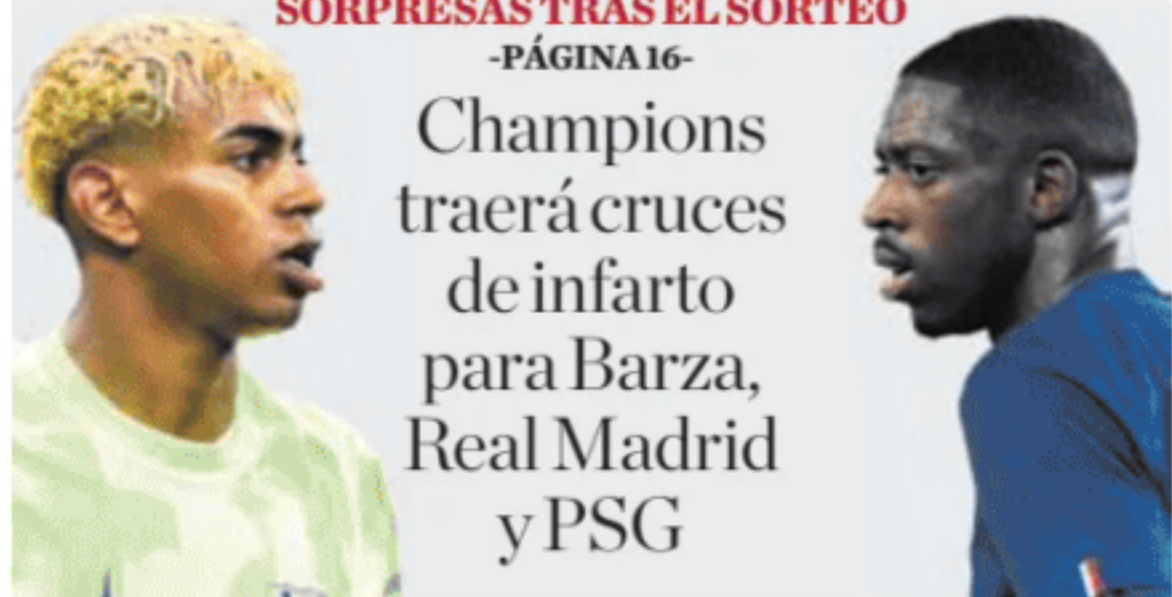 SORPRESAS TRAS EL SORTEO
-PÁGINA 16-
Champions
traerá cruces
de infarto
para Barza,
Real Madrid
y PSG